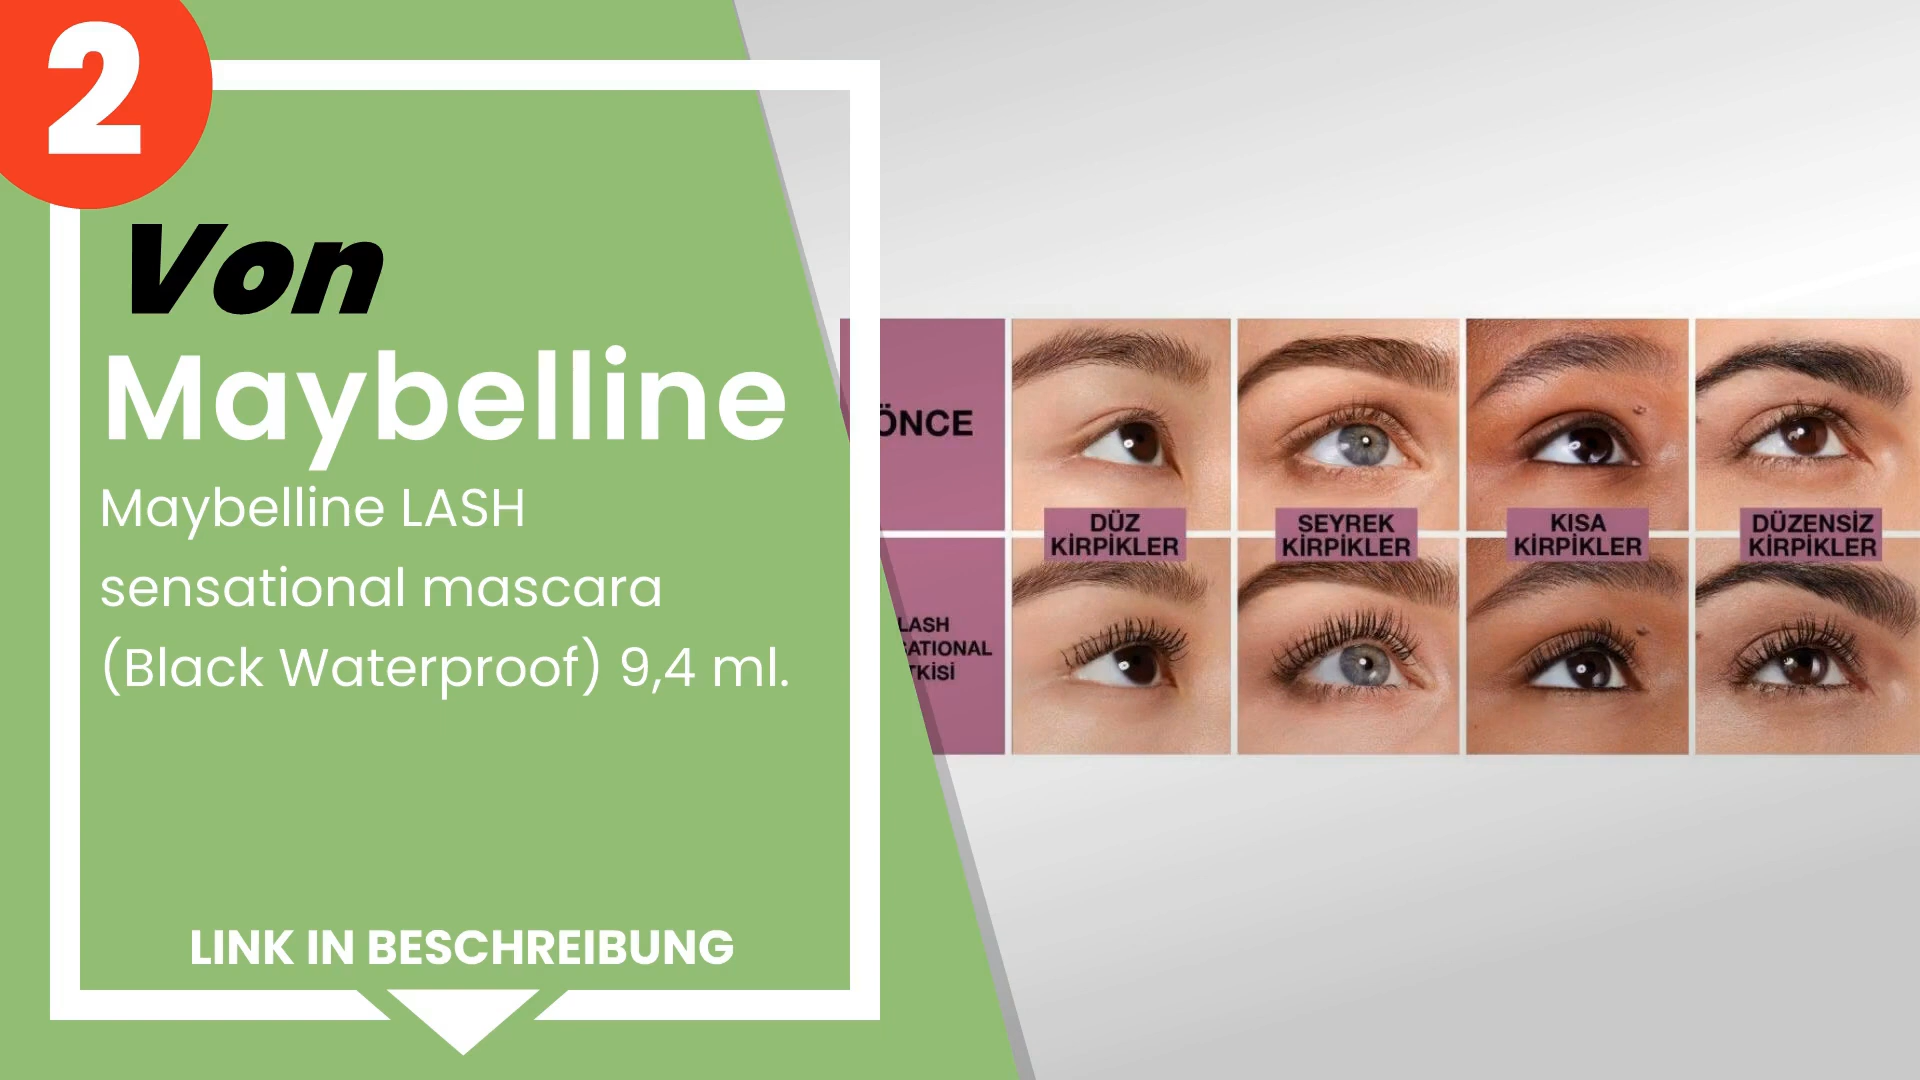 2
Von
Maybelline
Maybelline LASH
sensational mascara
(Black Waterproof) 9,4 ml.
LINK IN BESCHREIBUNG
ÖNCE
DÜZ
KİRPİKLER
SEYREK
KİRPİKLER
KISA
KİRPİKLER
DÜZENSİZ
KİRPİKLER
LASH